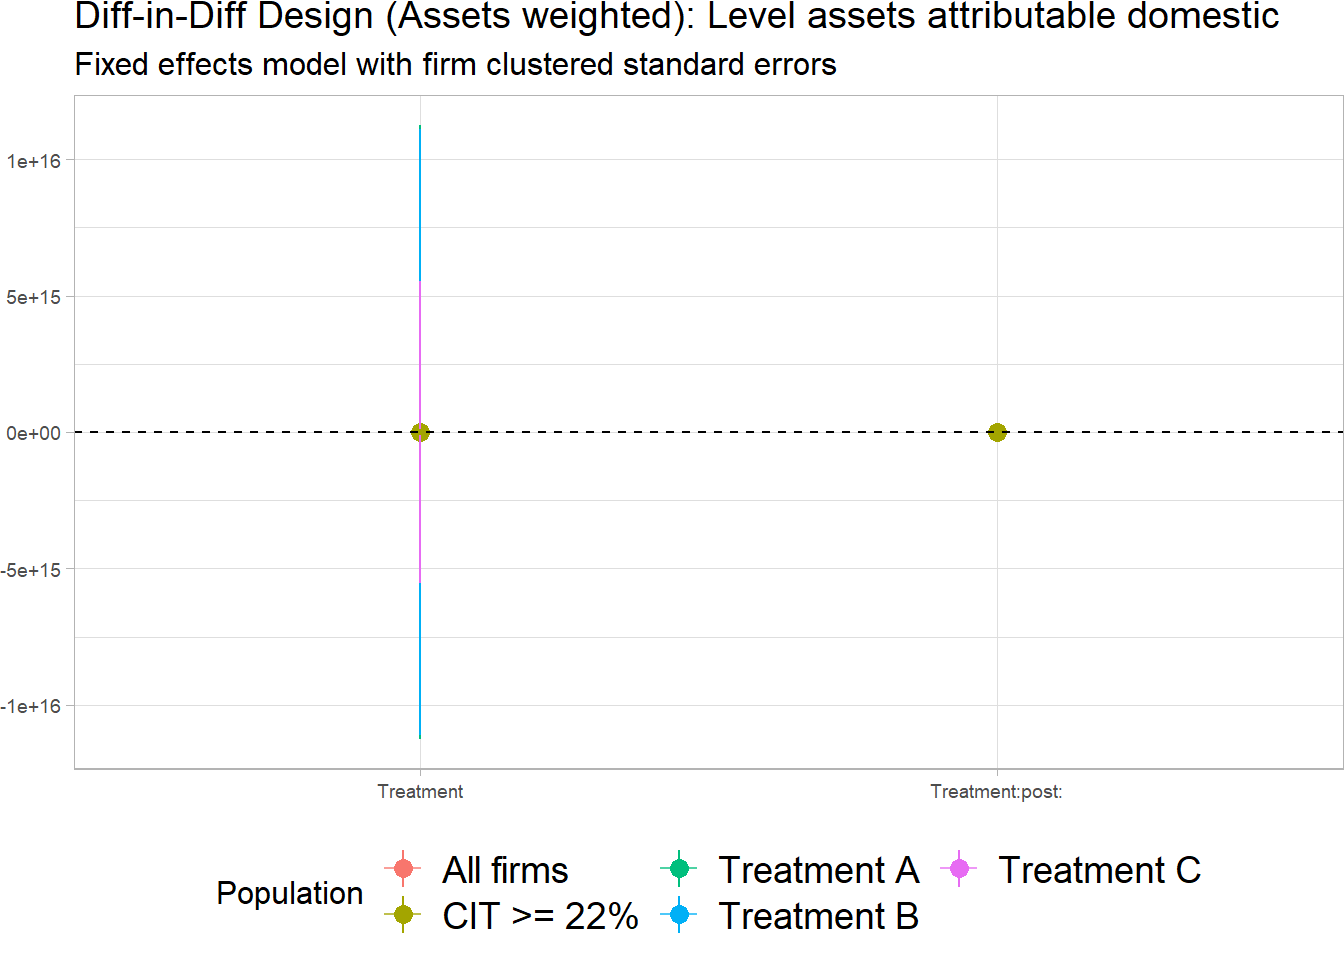 Diff-in-Diff Design (Assets weighted): Level assets attributable domestic
Fixed effects model with firm clustered standard errors
1e+16
5e+15
0e+00
-5e+15
-1e+16
Treatment Treatment:post:
Population
All firms Treatment A Treatment C
CIT >= 22% Treatment B